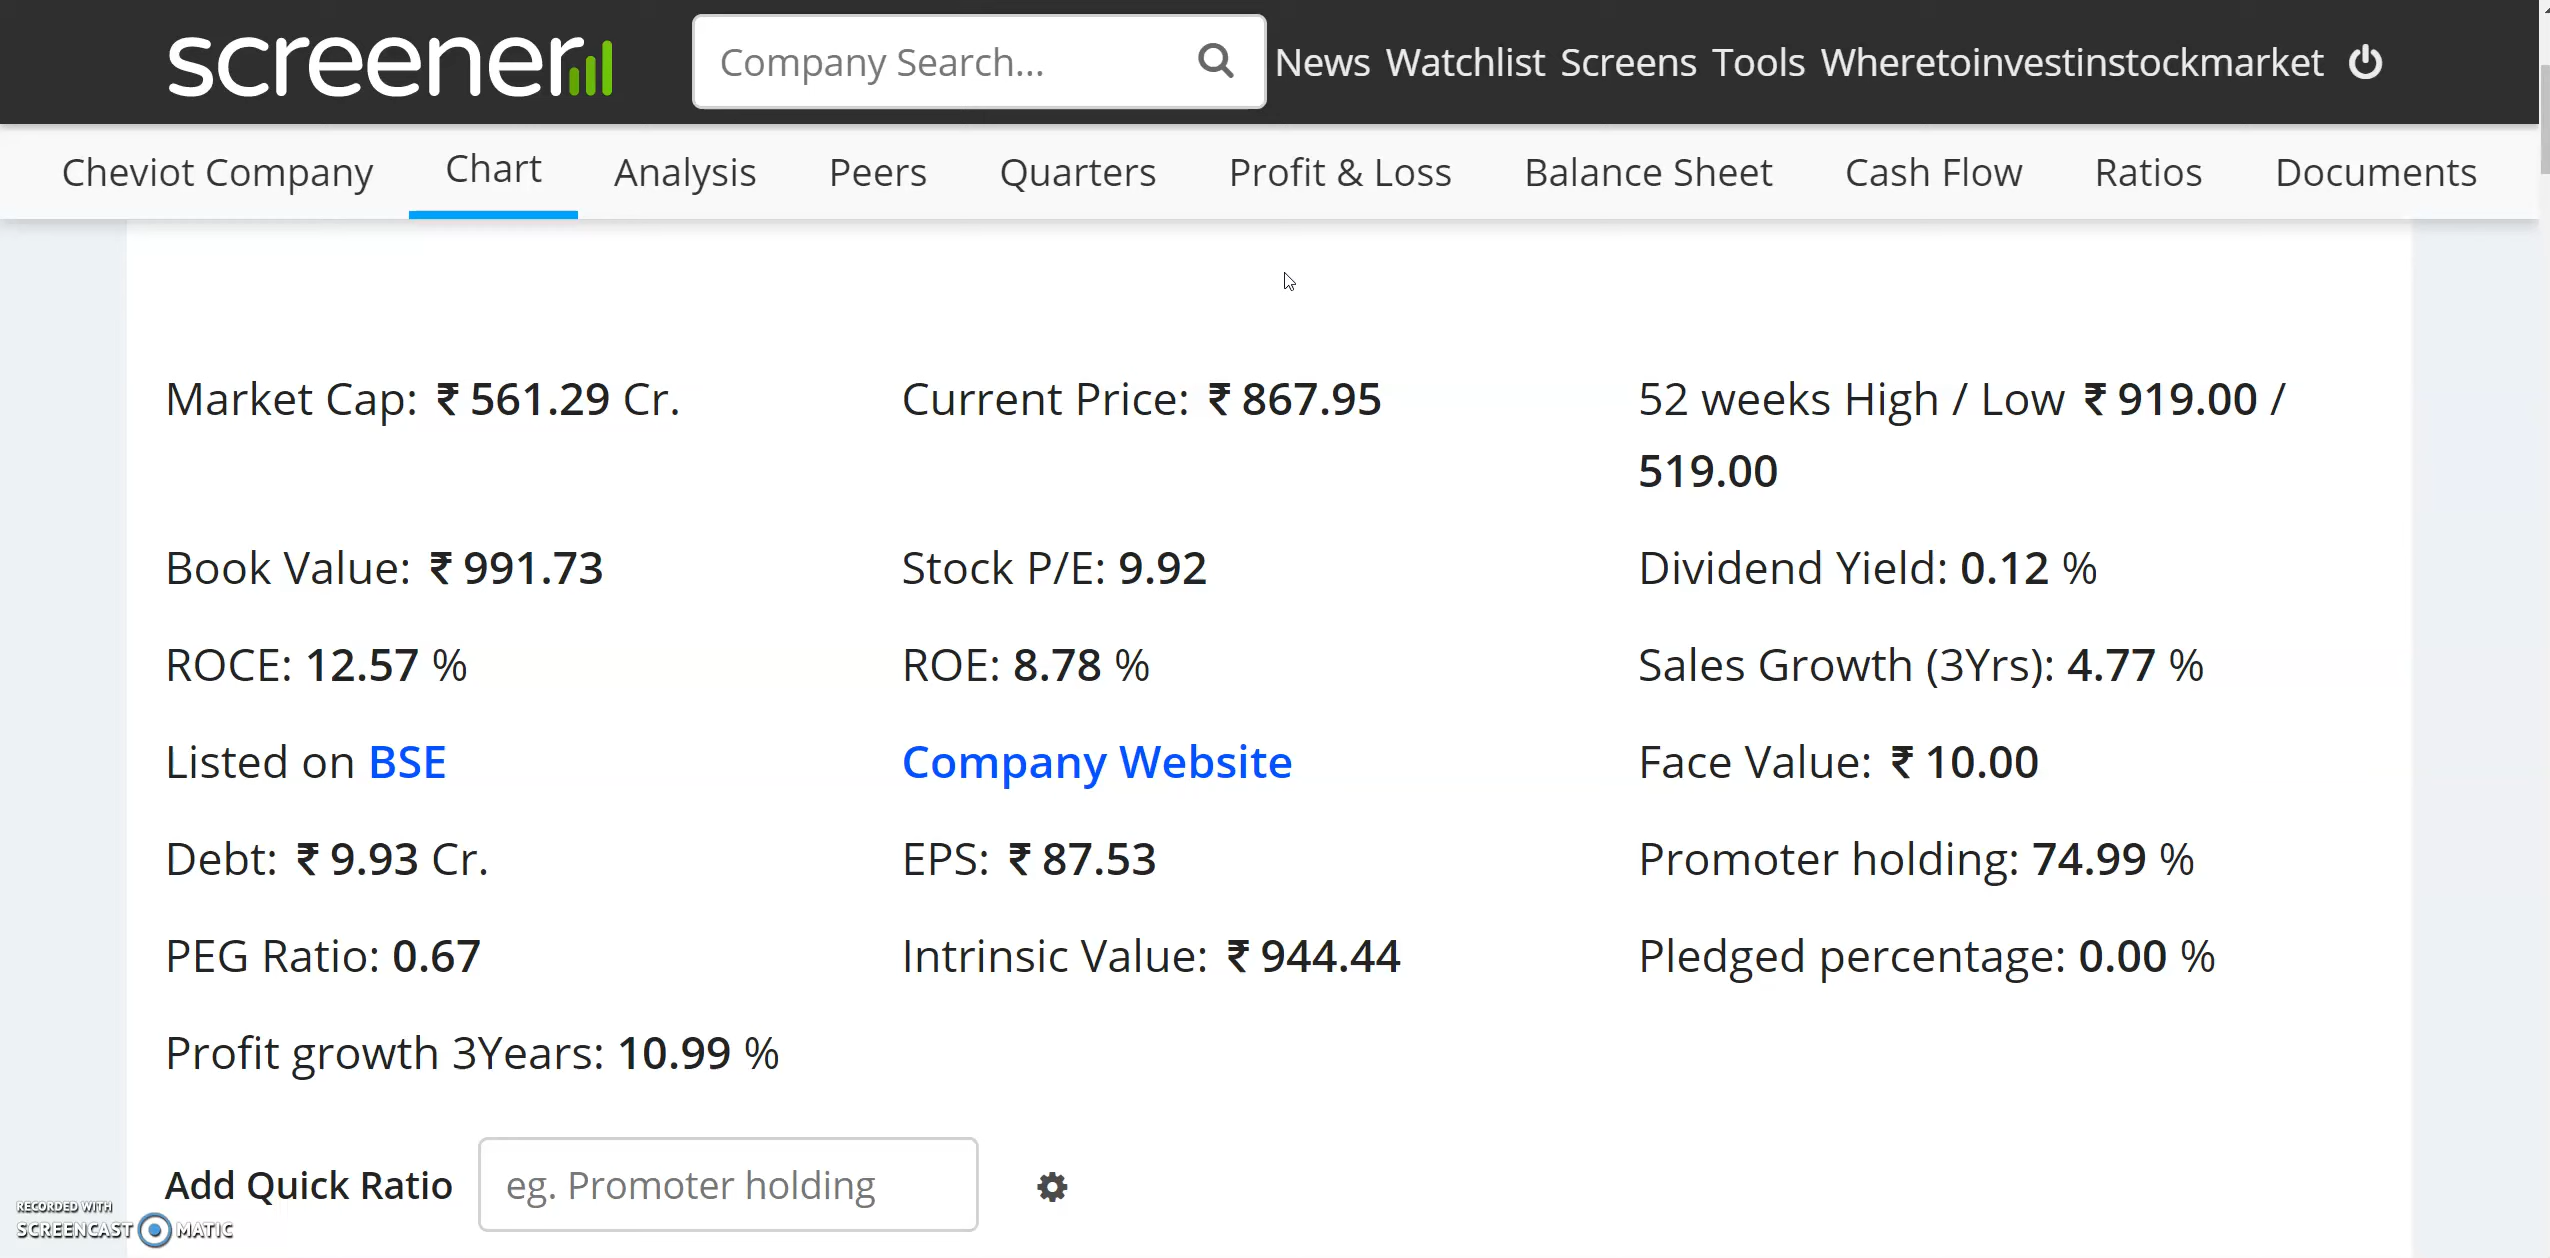 screener
Company Search...
News Watchlist Screens Tools Wheretoinvestinstockmarket
Cheviot Company Chart Analysis Peers Quarters Profit & Loss Balance Sheet Cash Flow Ratios Documents
Market Cap: ₹ 561.29 Cr.
Current Price: ₹ 867.95
52 weeks High / Low ₹ 919.00 /
519.00
Book Value: ₹ 991.73
Stock P/E: 9.92
Dividend Yield: 0.12 %
ROCE: 12.57 %
ROE: 8.78 %
Sales Growth (3Yrs): 4.77 %
Listed on BSE
Company Website
Face Value: ₹ 10.00
Debt: ₹ 9.93 Cr.
EPS: ₹ 87.53
Promoter holding: 74.99 %
PEG Ratio: 0.67
Intrinsic Value: ₹ 944.44
Pledged percentage: 0.00 %
Profit growth 3Years: 10.99 %
Add Quick Ratio
eg. Promoter holding
RECORDED WITH
SCREENCAST MATIC